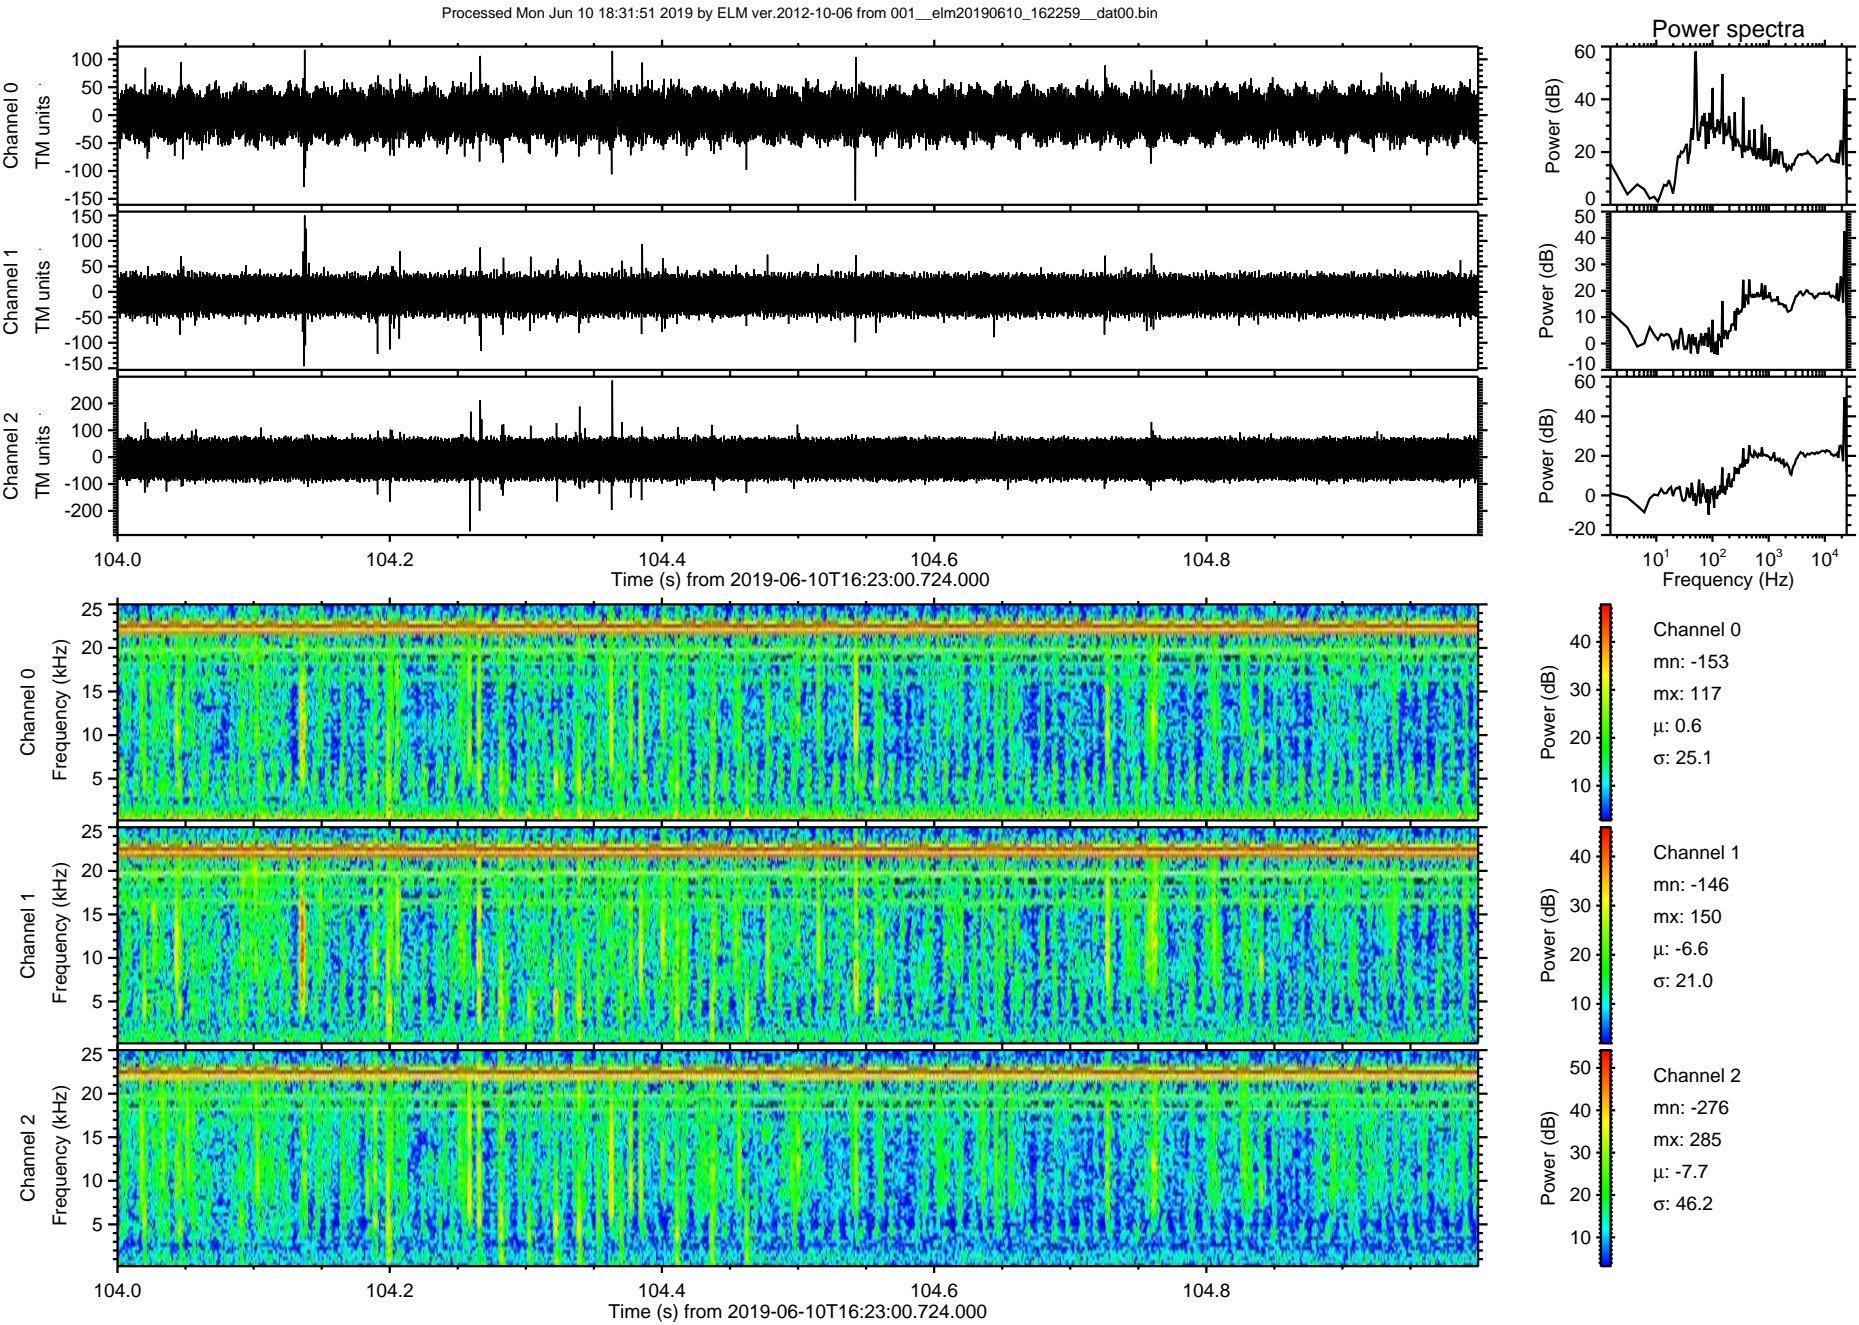 Processed Mon Jun 10 18:31:51 2019 by ELM ver.2012-10-06 from 001__elm20190610_162259__dat00.bin
Power spectra
Channel 0
TM units
100
50
0
-50
-100
-150
Power (dB)
60
40
20
0
Channel 1
TM units
150
100
50
0
-50
-100
-150
Power (dB)
50
40
30
20
10
0
-10
Channel 2
TM units
200
100
0
-100
-200
Power (dB)
60
40
20
0
-20
104.0 104.2 104.4 104.6 104.8
Time (s) from 2019-06-10T16:23:00.724.000
10¹ 10² 10³ 10⁴
Frequency (Hz)
Channel 0
Frequency (kHz)
25
20
15
10
5
Power (dB)
40
30
20
10
Channel 0
mn: -153
mx: 117
μ: 0.6
σ: 25.1
Channel 1
Frequency (kHz)
25
20
15
10
5
Power (dB)
40
30
20
10
Channel 1
mn: -146
mx: 150
μ: -6.6
σ: 21.0
Channel 2
Frequency (kHz)
25
20
15
10
5
Power (dB)
50
40
30
20
10
Channel 2
mn: -276
mx: 285
μ: -7.7
σ: 46.2
104.0 104.2 104.4 104.6 104.8
Time (s) from 2019-06-10T16:23:00.724.000